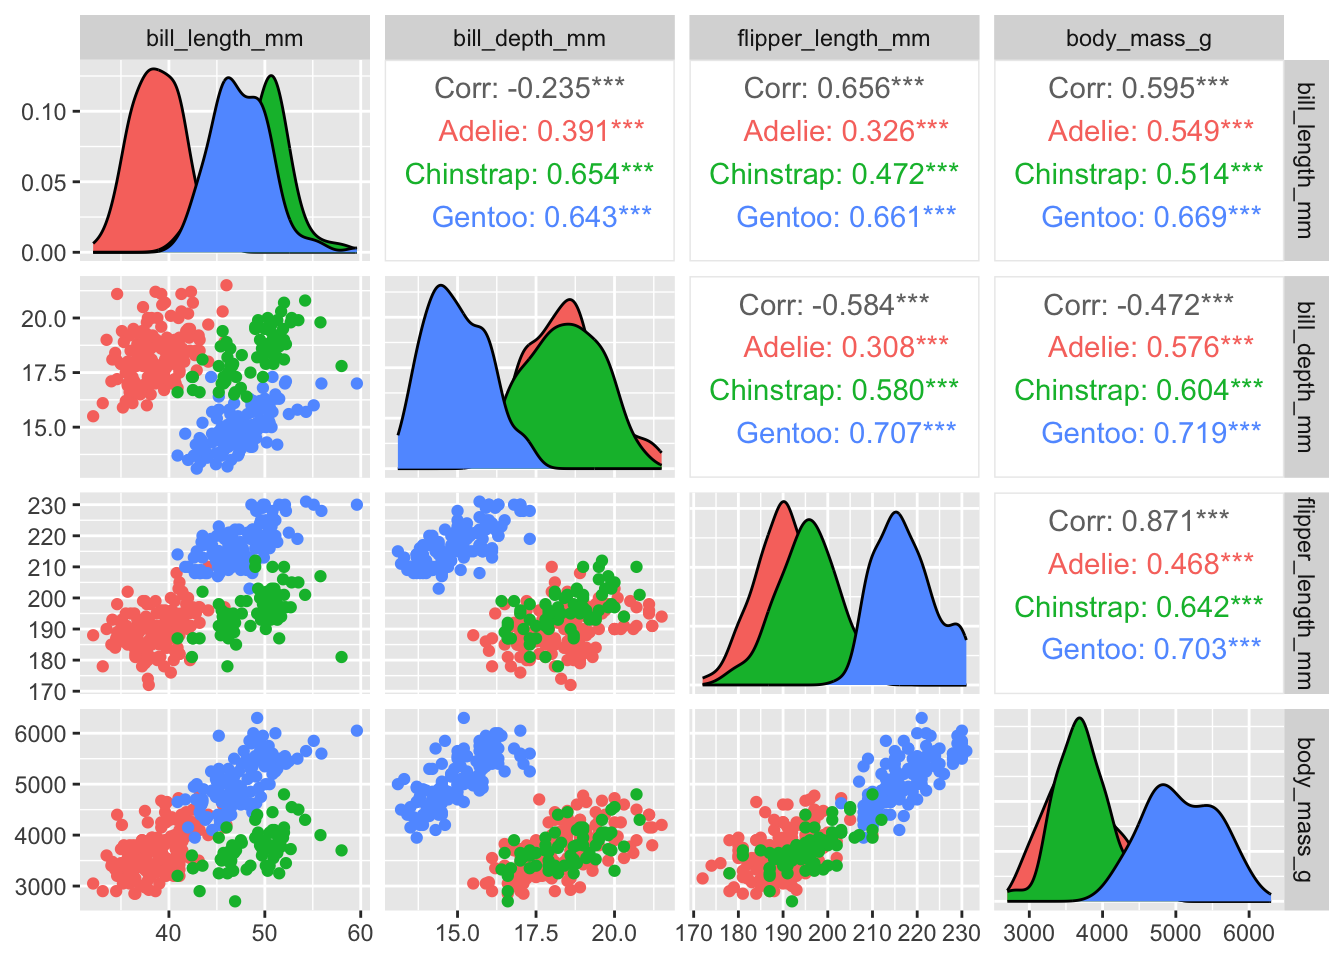 bill_length_mm
bill_depth_mm
flipper_length_mm
body_mass_g
0.10
0.05
0.00
Corr: -0.235***
Adelie: 0.391***
Chinstrap: 0.654***
Gentoo: 0.643***
Corr: 0.656***
Adelie: 0.326***
Chinstrap: 0.472***
Gentoo: 0.661***
Corr: 0.595***
Adelie: 0.549***
Chinstrap: 0.514***
Gentoo: 0.669***
bill_length_mm
20.0
17.5
15.0
Corr: -0.584***
Adelie: 0.308***
Chinstrap: 0.580***
Gentoo: 0.707***
Corr: -0.472***
Adelie: 0.576***
Chinstrap: 0.604***
Gentoo: 0.719***
bill_depth_mm
230
220
210
200
190
180
170
Corr: 0.871***
Adelie: 0.468***
Chinstrap: 0.642***
Gentoo: 0.703***
flipper_length_mm
6000
5000
4000
3000
body_mass_g
40 50 60
15.0 17.5 20.0
170 180 190 200 210 220 230
3000 4000 5000 6000